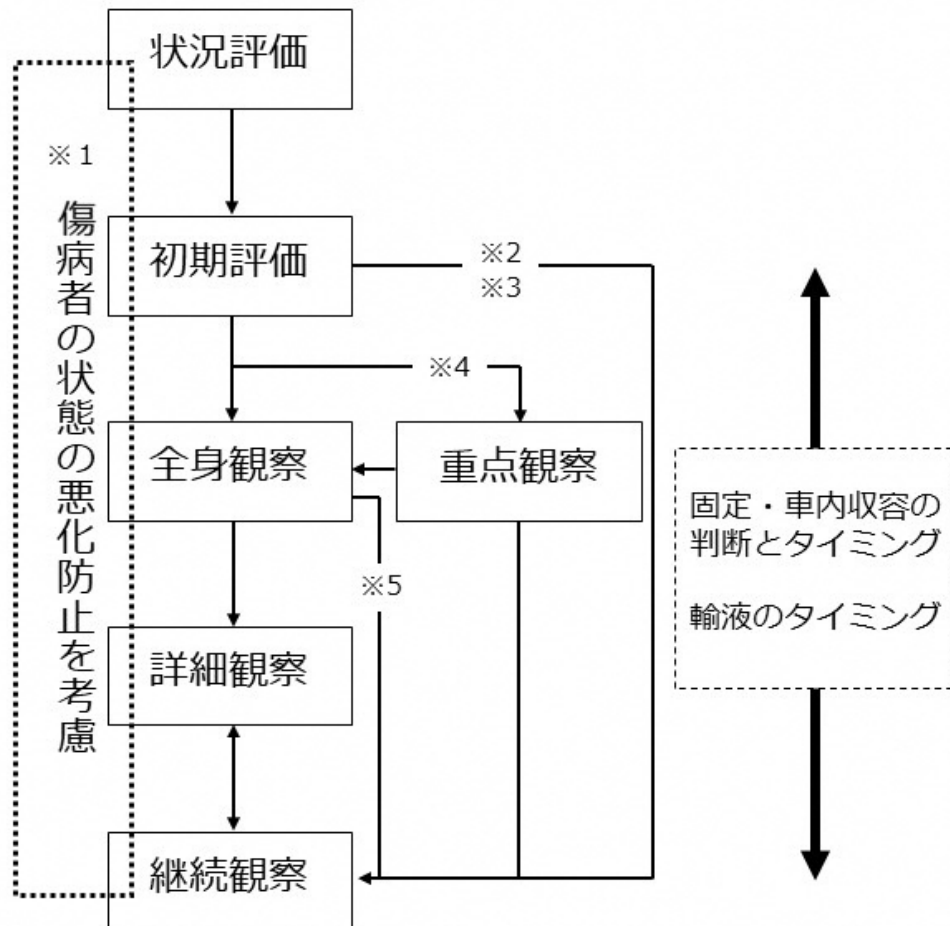 状況評価
※1
傷病者の状態の悪化防止を考慮
初期評価
※2
※3
※4
全身観察
重点観察
※5
固定・車内収容の
判断とタイミング
輸液のタイミング
詳細観察
継続観察